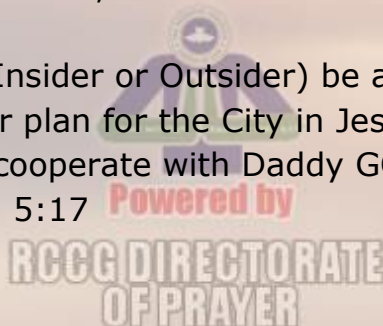 Insider or Outsider) be a
r plan for the City in Jes
cooperate with Daddy GO
5:17
Powered by
RCCG DIRECTORATE
OF PRAYER